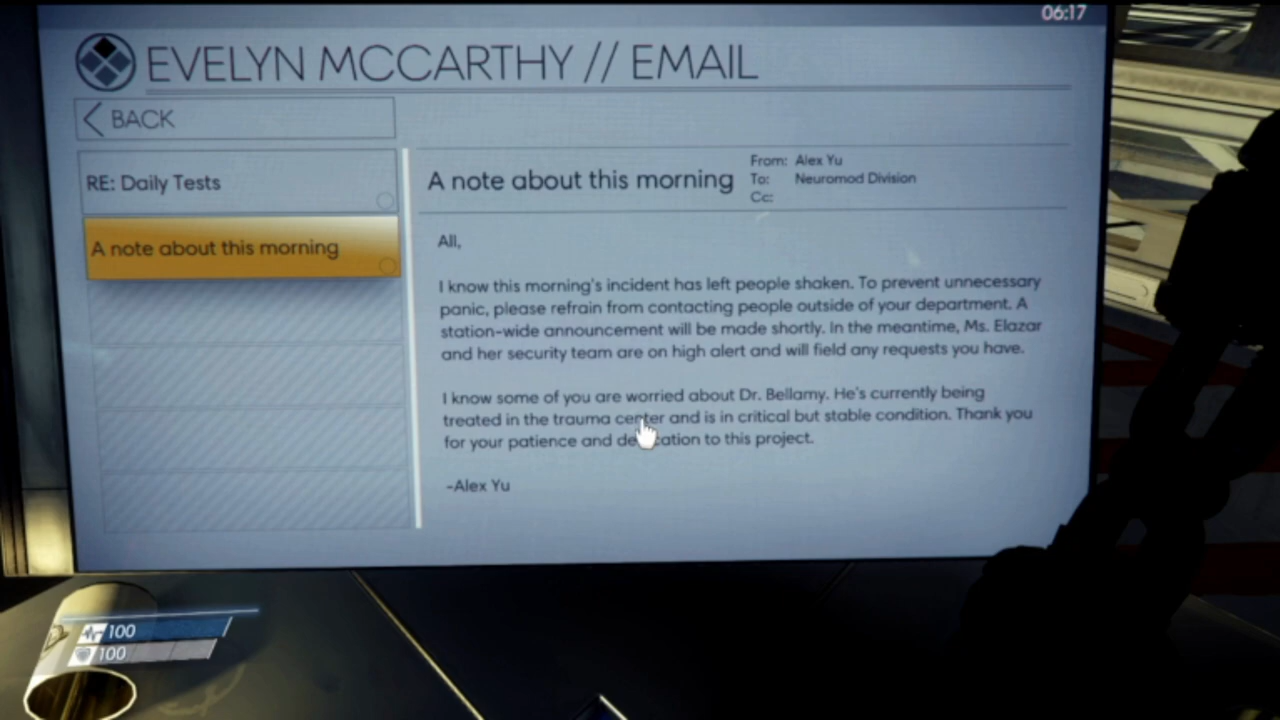 06:17
EVELYN MCCARTHY // EMAIL
BACK
RE: Daily Tests
A note about this morning
A note about this morning
From: Alex Yu
To: Neuromod Division
Cc:
All,
I know this morning's incident has left people shaken. To prevent unnecessary
panic, please refrain from contacting people outside of your department. A
station-wide announcement will be made shortly. In the meantime, Ms. Elazar
and her security team are on high alert and will field any requests you have.
I know some of you are worried about Dr. Bellamy. He's currently being
treated in the trauma center and is in critical but stable condition. Thank you
for your patience and dedication to this project.
-Alex Yu
100
100